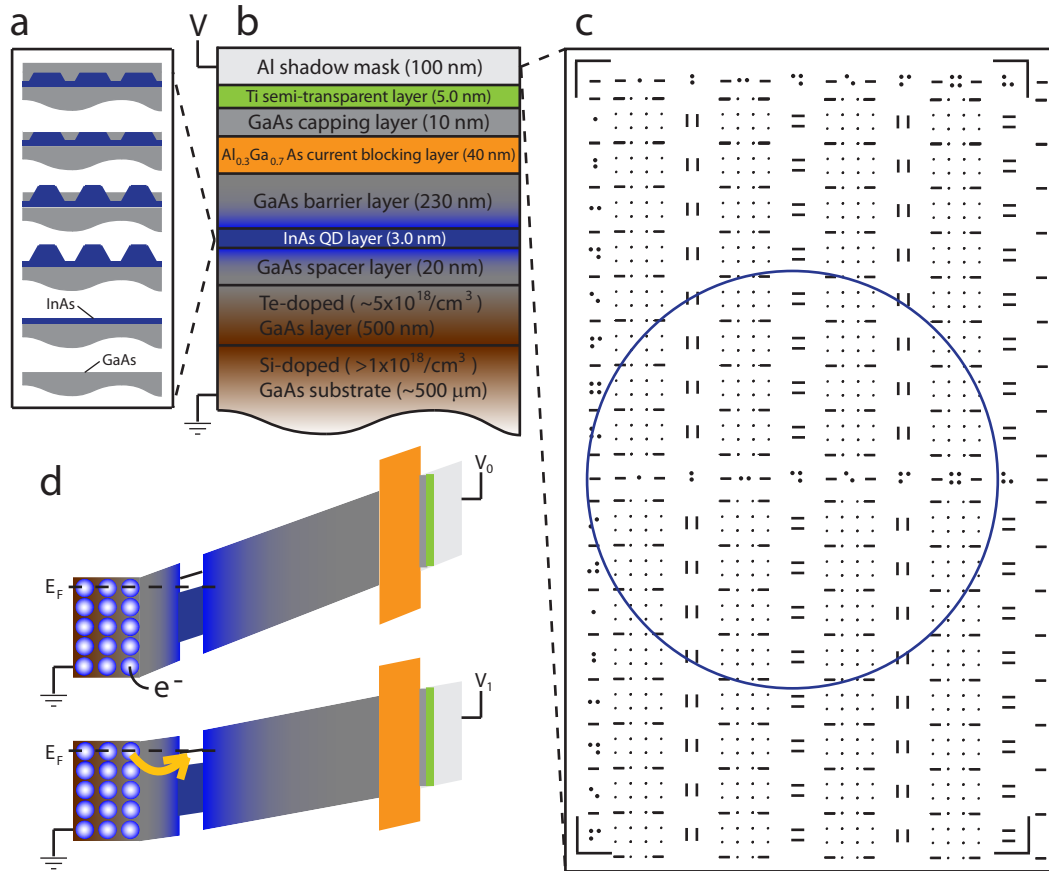 a
InAs
GaAs
V
b
Al shadow mask (100 nm)
Ti semi-transparent layer (5.0 nm)
GaAs capping layer (10 nm)
Al0.3Ga0.7 As current blocking layer (40 nm)
GaAs barrier layer (230 nm)
InAs QD layer (3.0 nm)
GaAs spacer layer (20 nm)
Te-doped ( ~5x10^18/cm^3 )
GaAs layer (500 nm)
Si-doped ( >1x10^18/cm^3 )
GaAs substrate (~500 μm)
c
d
V0
EF
e-
V1
EF